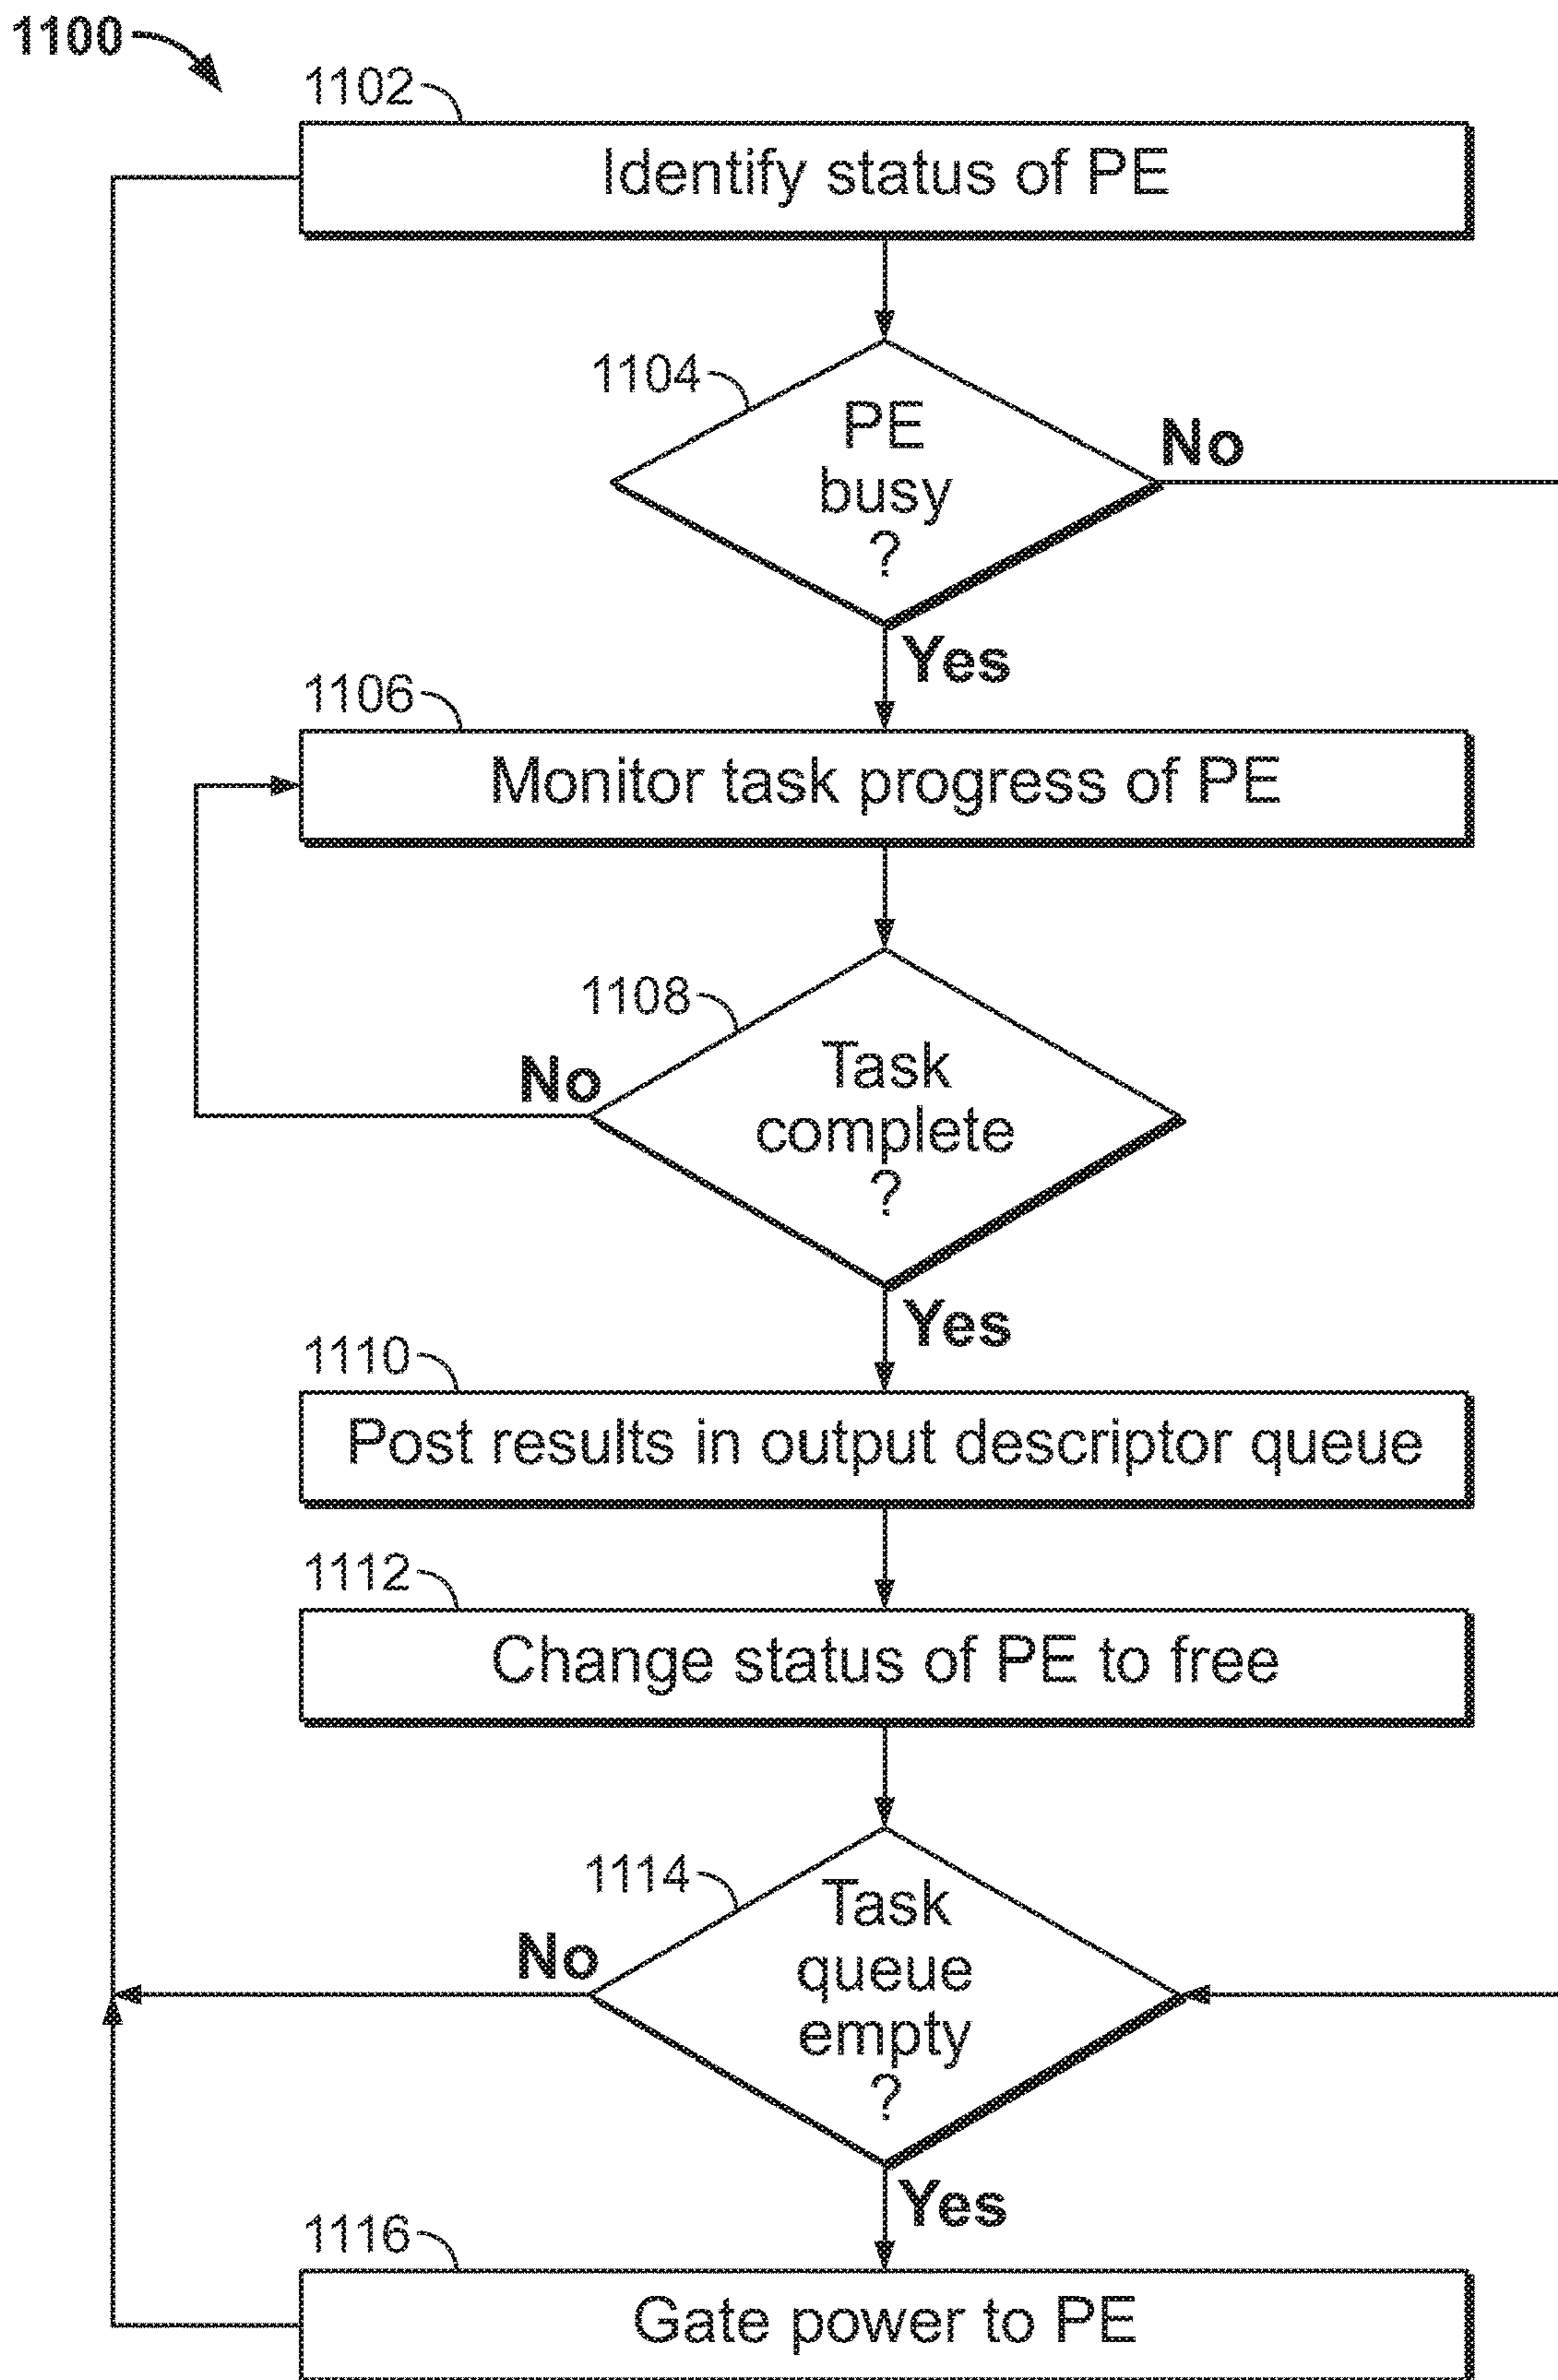 1100
1102
Identify status of PE
1104
PE
busy
?
No
Yes
1106
Monitor task progress of PE
1108
Task
complete
?
No
Yes
1110
Post results in output descriptor queue
1112
Change status of PE to free
1114
Task
queue
empty
?
No
Yes
1116
Gate power to PE